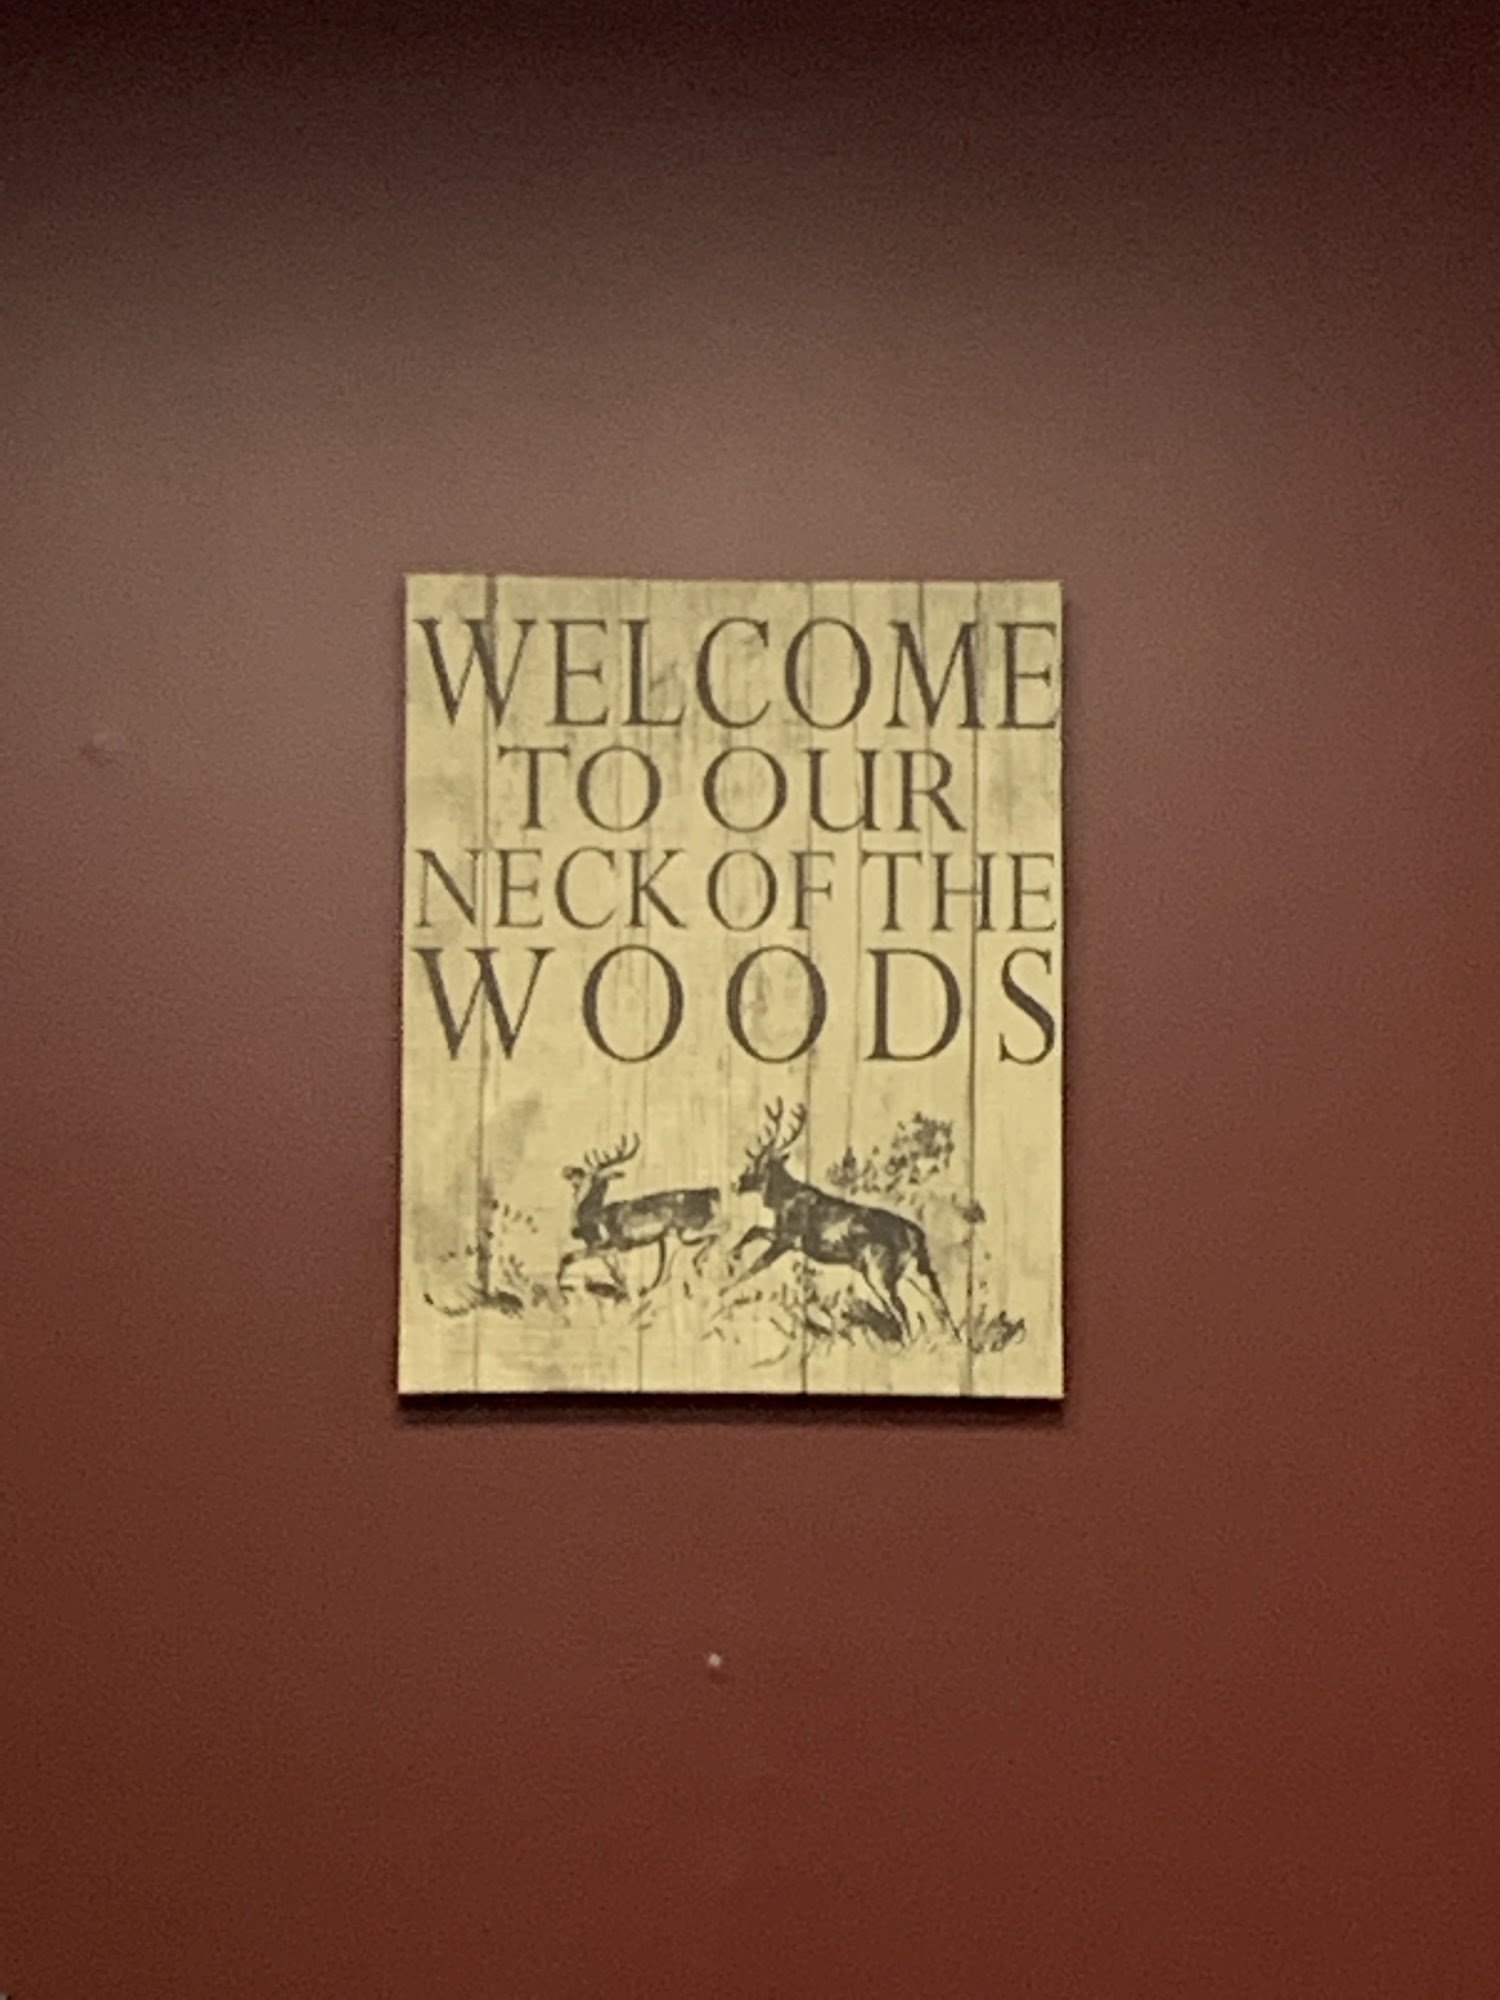 WELCOME
TO OUR
NECK OF THE
WOODS